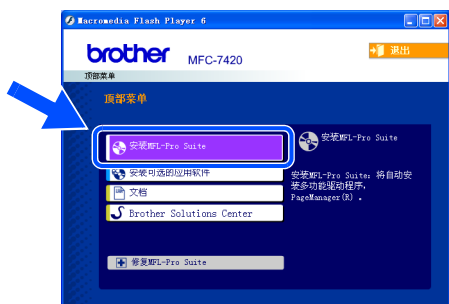 Macromedia Flash Player 6
brother
MFC-7420
退出
顶部菜单
顶部菜单
安装MFL-Pro Suite
安装可选的应用软件
文档
Brother Solutions Center
修复MFL-Pro Suite
安装MFL-Pro Suite
安装MFL-Pro Suite：将自动安
装多功能驱动程序，
PageManager(R) 。